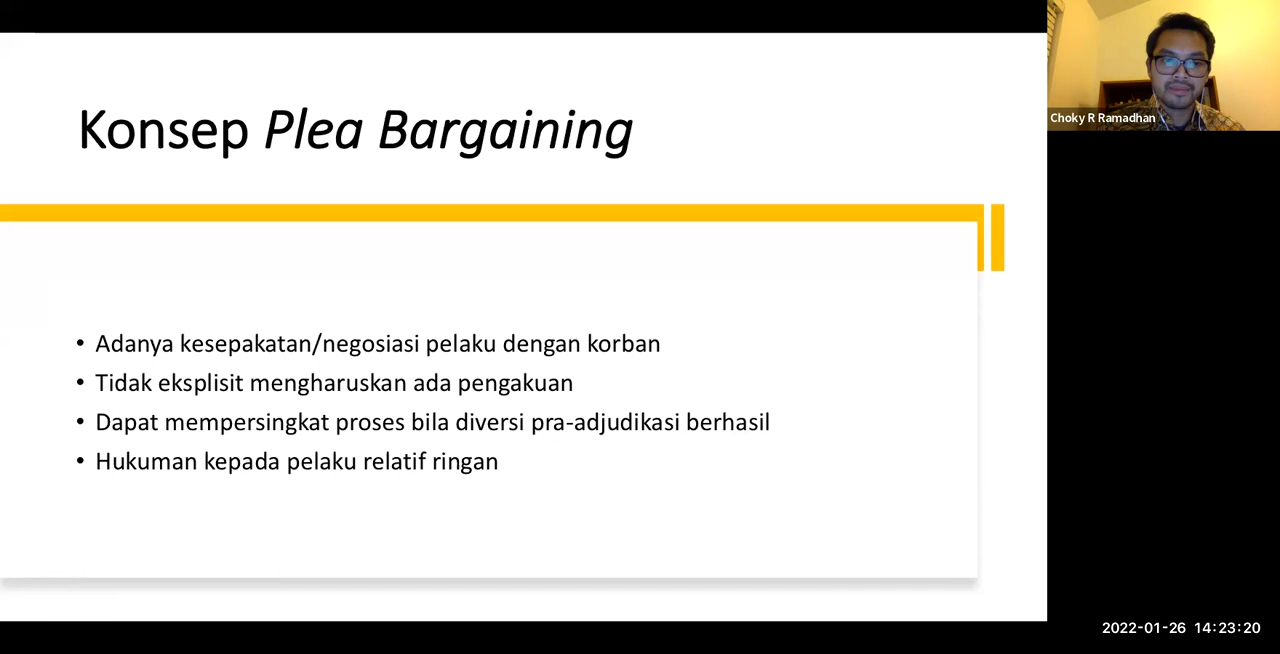 Konsep Plea Bargaining
• Adanya kesepakatan/negosiasi pelaku dengan korban
• Tidak eksplisit mengharuskan ada pengakuan
• Dapat mempersingkat proses bila diversi pra-adjudikasi berhasil
• Hukuman kepada pelaku relatif ringan
Choky R Ramadhan
2022-01-26 14:23:20